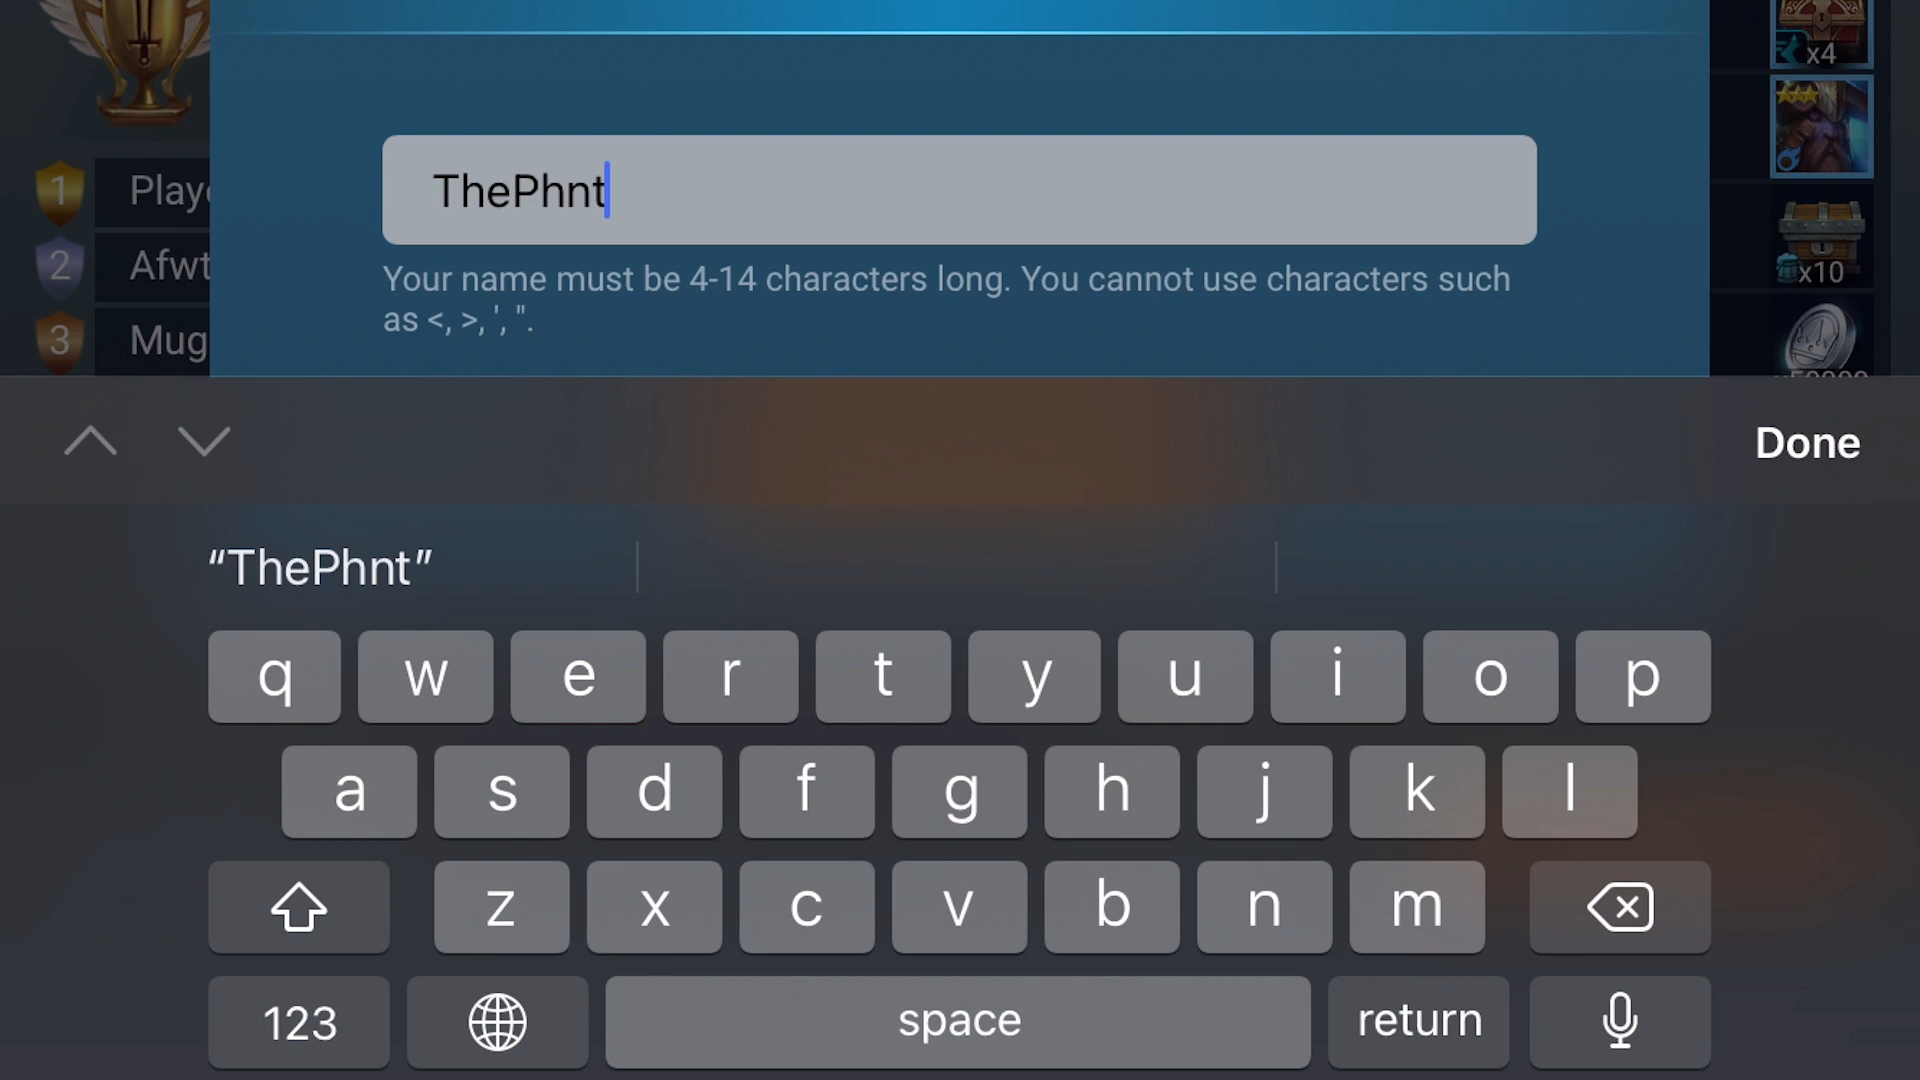 x4
ThePhnt
1
Playe
Your name must be 4-14 characters long. You cannot use characters such
as <, >, ', ".
2
Afwt
x10
3
Mug
Done
“ThePhnt”
q w e r t y u i o p
a s d f g h j k l
z x c v b n m
123
space
return